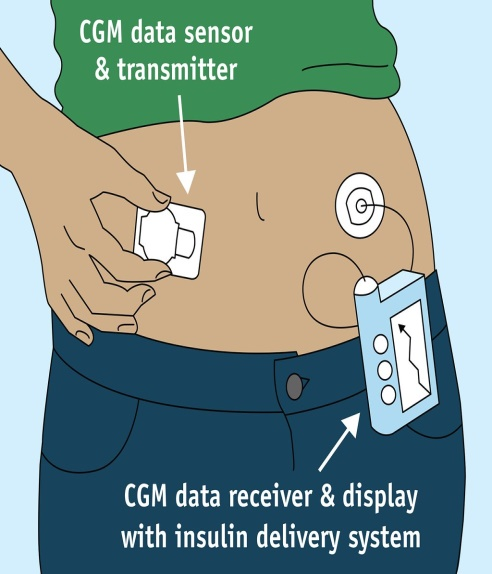 CGM data sensor
& transmitter
CGM data receiver & display
with insulin delivery system